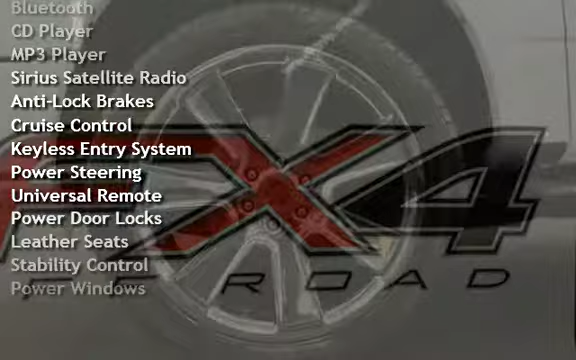 Bluetooth
CD Player
MP3 Player
Sirius Satellite Radio
Anti-Lock Brakes
Cruise Control
Keyless Entry System
Power Steering
Universal Remote
Power Door Locks
Leather Seats
Stability Control
Power Windows
X4
ROAD